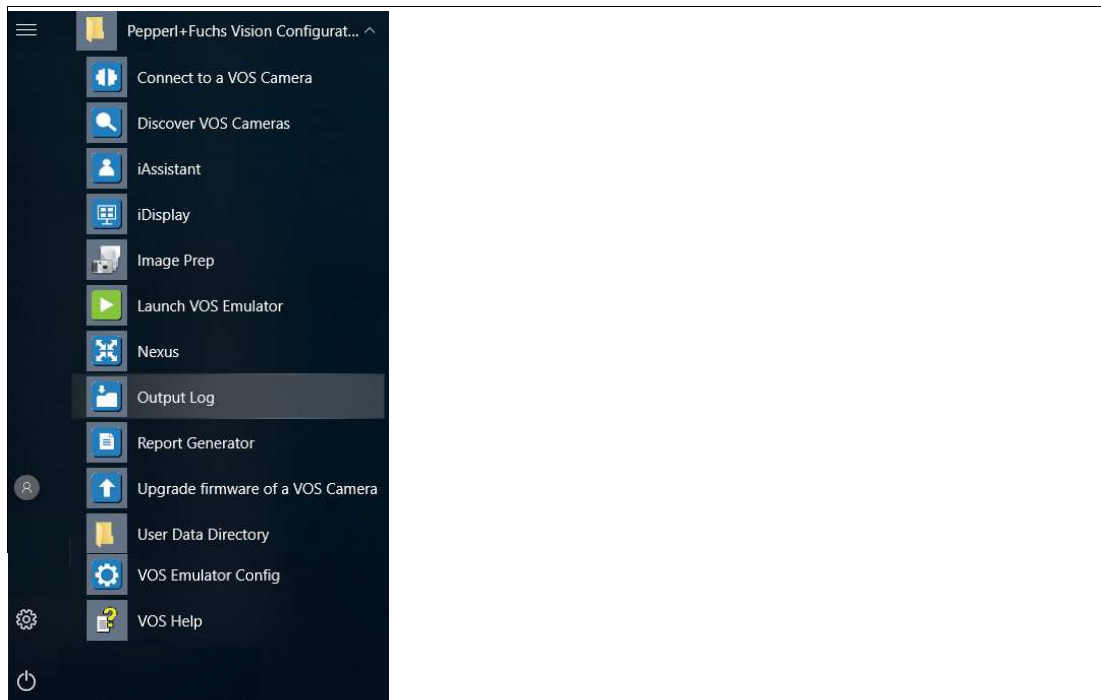 Pepperl+Fuchs Vision Configurat...
Connect to a VOS Camera
Discover VOS Cameras
iAssistant
iDisplay
Image Prep
Launch VOS Emulator
Nexus
Output Log
Report Generator
Upgrade firmware of a VOS Camera
User Data Directory
VOS Emulator Config
VOS Help